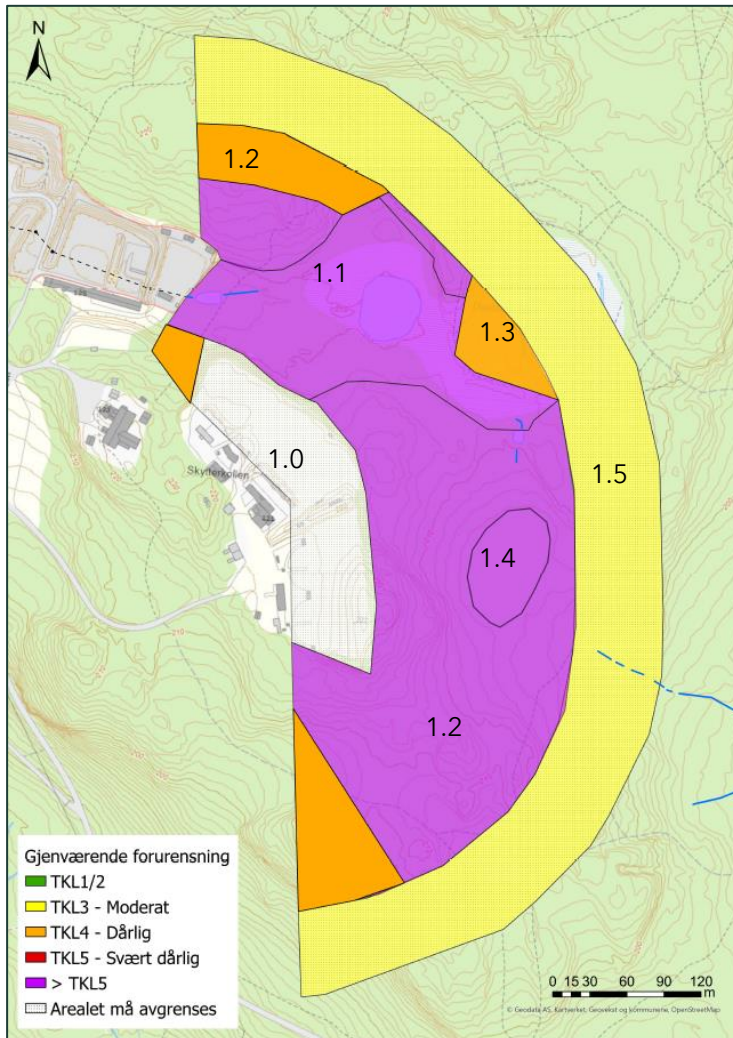 N
1.2
1.1
1.3
1.0
Skytterkollen
1.5
1.4
1.2
Gjenværende forurensning
TKL1/2
TKL3 - Moderat
TKL4 - Dårlig
TKL5 - Svært dårlig
> TKL5
Arealet må avgrenses
0 15 30 60 90 120
m
© Geodata AS, Kartverket, Geovekst og kommunene, OpenStreetMap